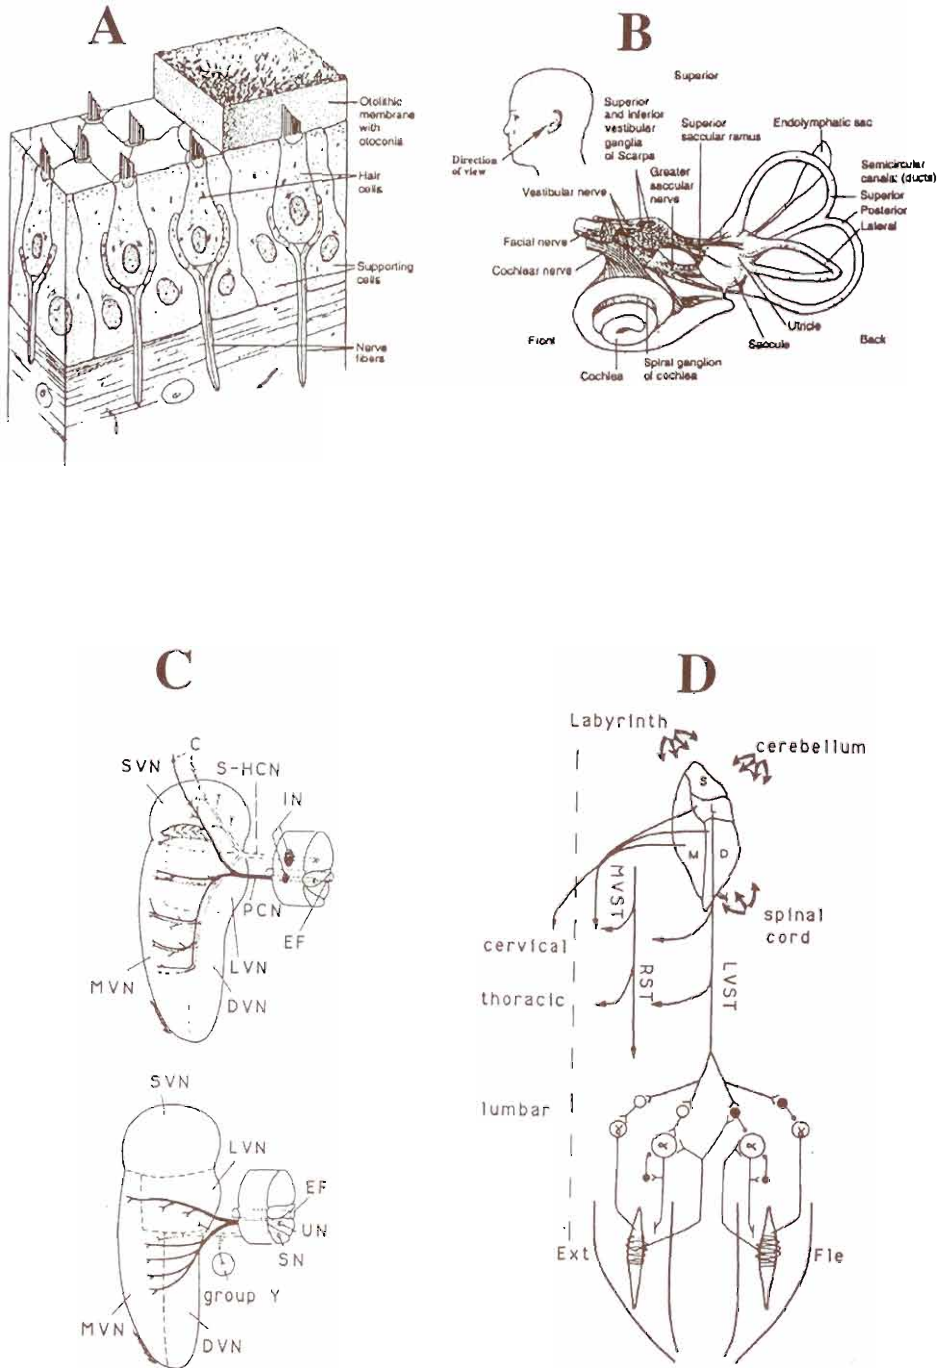 A
Otolithic
membrane
with
otoconia
Hair
cells
Supporting
cells
Nerve
fibers
B
Superior
Direction
of view
Superior
and inferior
vestibular
ganglia
of Scarpa
Superior
saccular ramus
Endolymphatic sac
Vestibular nerve
Greater
saccular
nerve
Semicircular
canals: (ducts)
Superior
Posterior
Lateral
Facial nerve
Cochlear nerve
Front
Utricle
Saccule
Back
Cochlea
Spiral ganglion
of cochlea
C
C
SVN
S-HCN
IN
PCN
EF
LVN
MVN
DVN
SVN
LVN
EF
UN
SN
group Y
MVN
DVN
D
Labyrinth
cerebellum
S
L
M
D
MVST
spinal
cord
cervical
thoracic
RST
LVST
lumbar
α
α
α
α
Ext
Fle